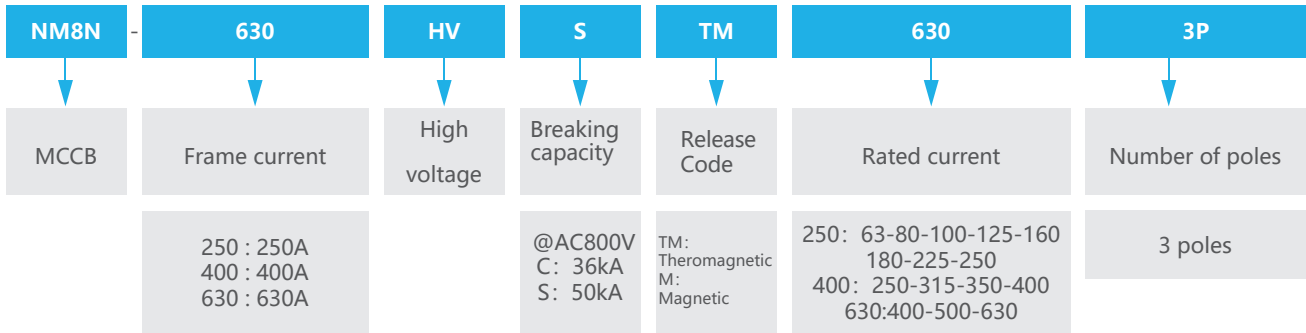 NM8N - 630 HV S TM 630 3P
MCCB
Frame current
High
voltage
Breaking
capacity
Release
Code
Rated current
Number of poles
250 : 250A
400 : 400A
630 : 630A
@AC800V
C： 36kA
S： 50kA
TM：
Theromagnetic
M：
Magnetic
250： 63-80-100-125-160
180-225-250
400： 250-315-350-400
630:400-500-630
3 poles